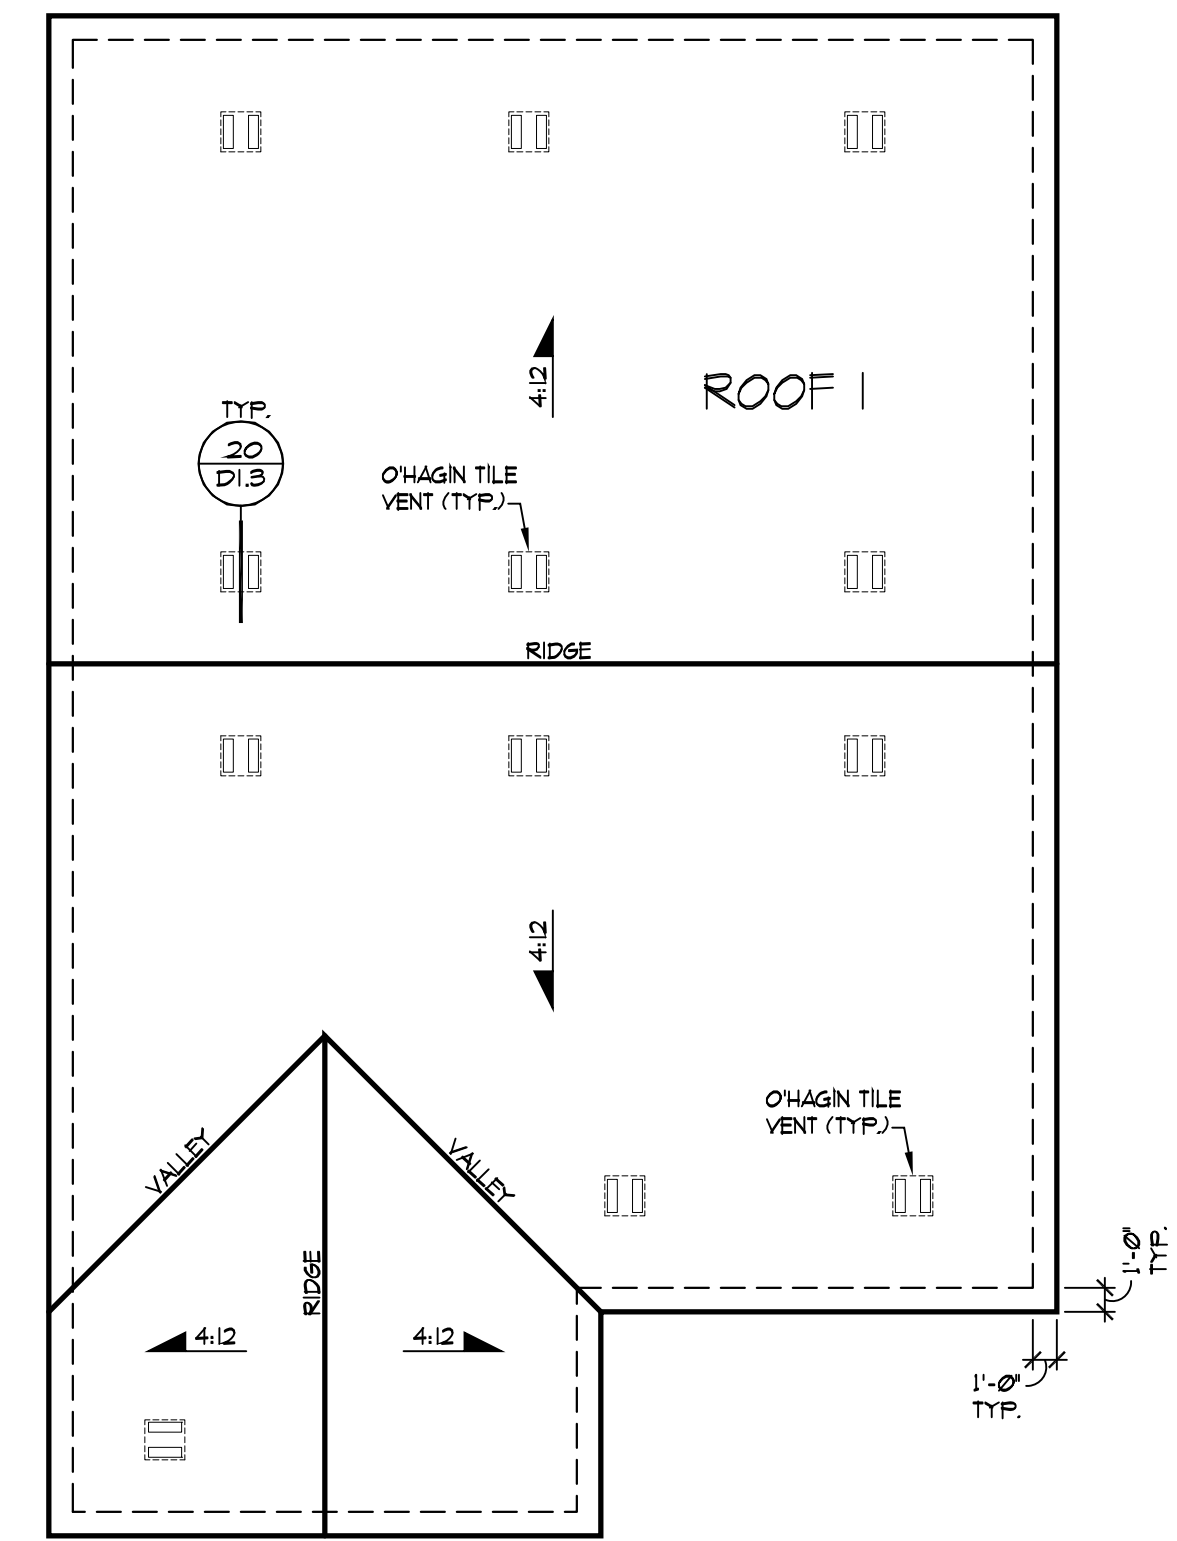 4:12
ROOF 1
TYP.
20
D1.3
O'HAGIN TILE
VENT (TYP.)
RIDGE
4:12
O'HAGIN TILE
VENT (TYP.)
VALLEY
VALLEY
RIDGE
1'-0"
TYP.
4:12
4:12
1'-0"
TYP.